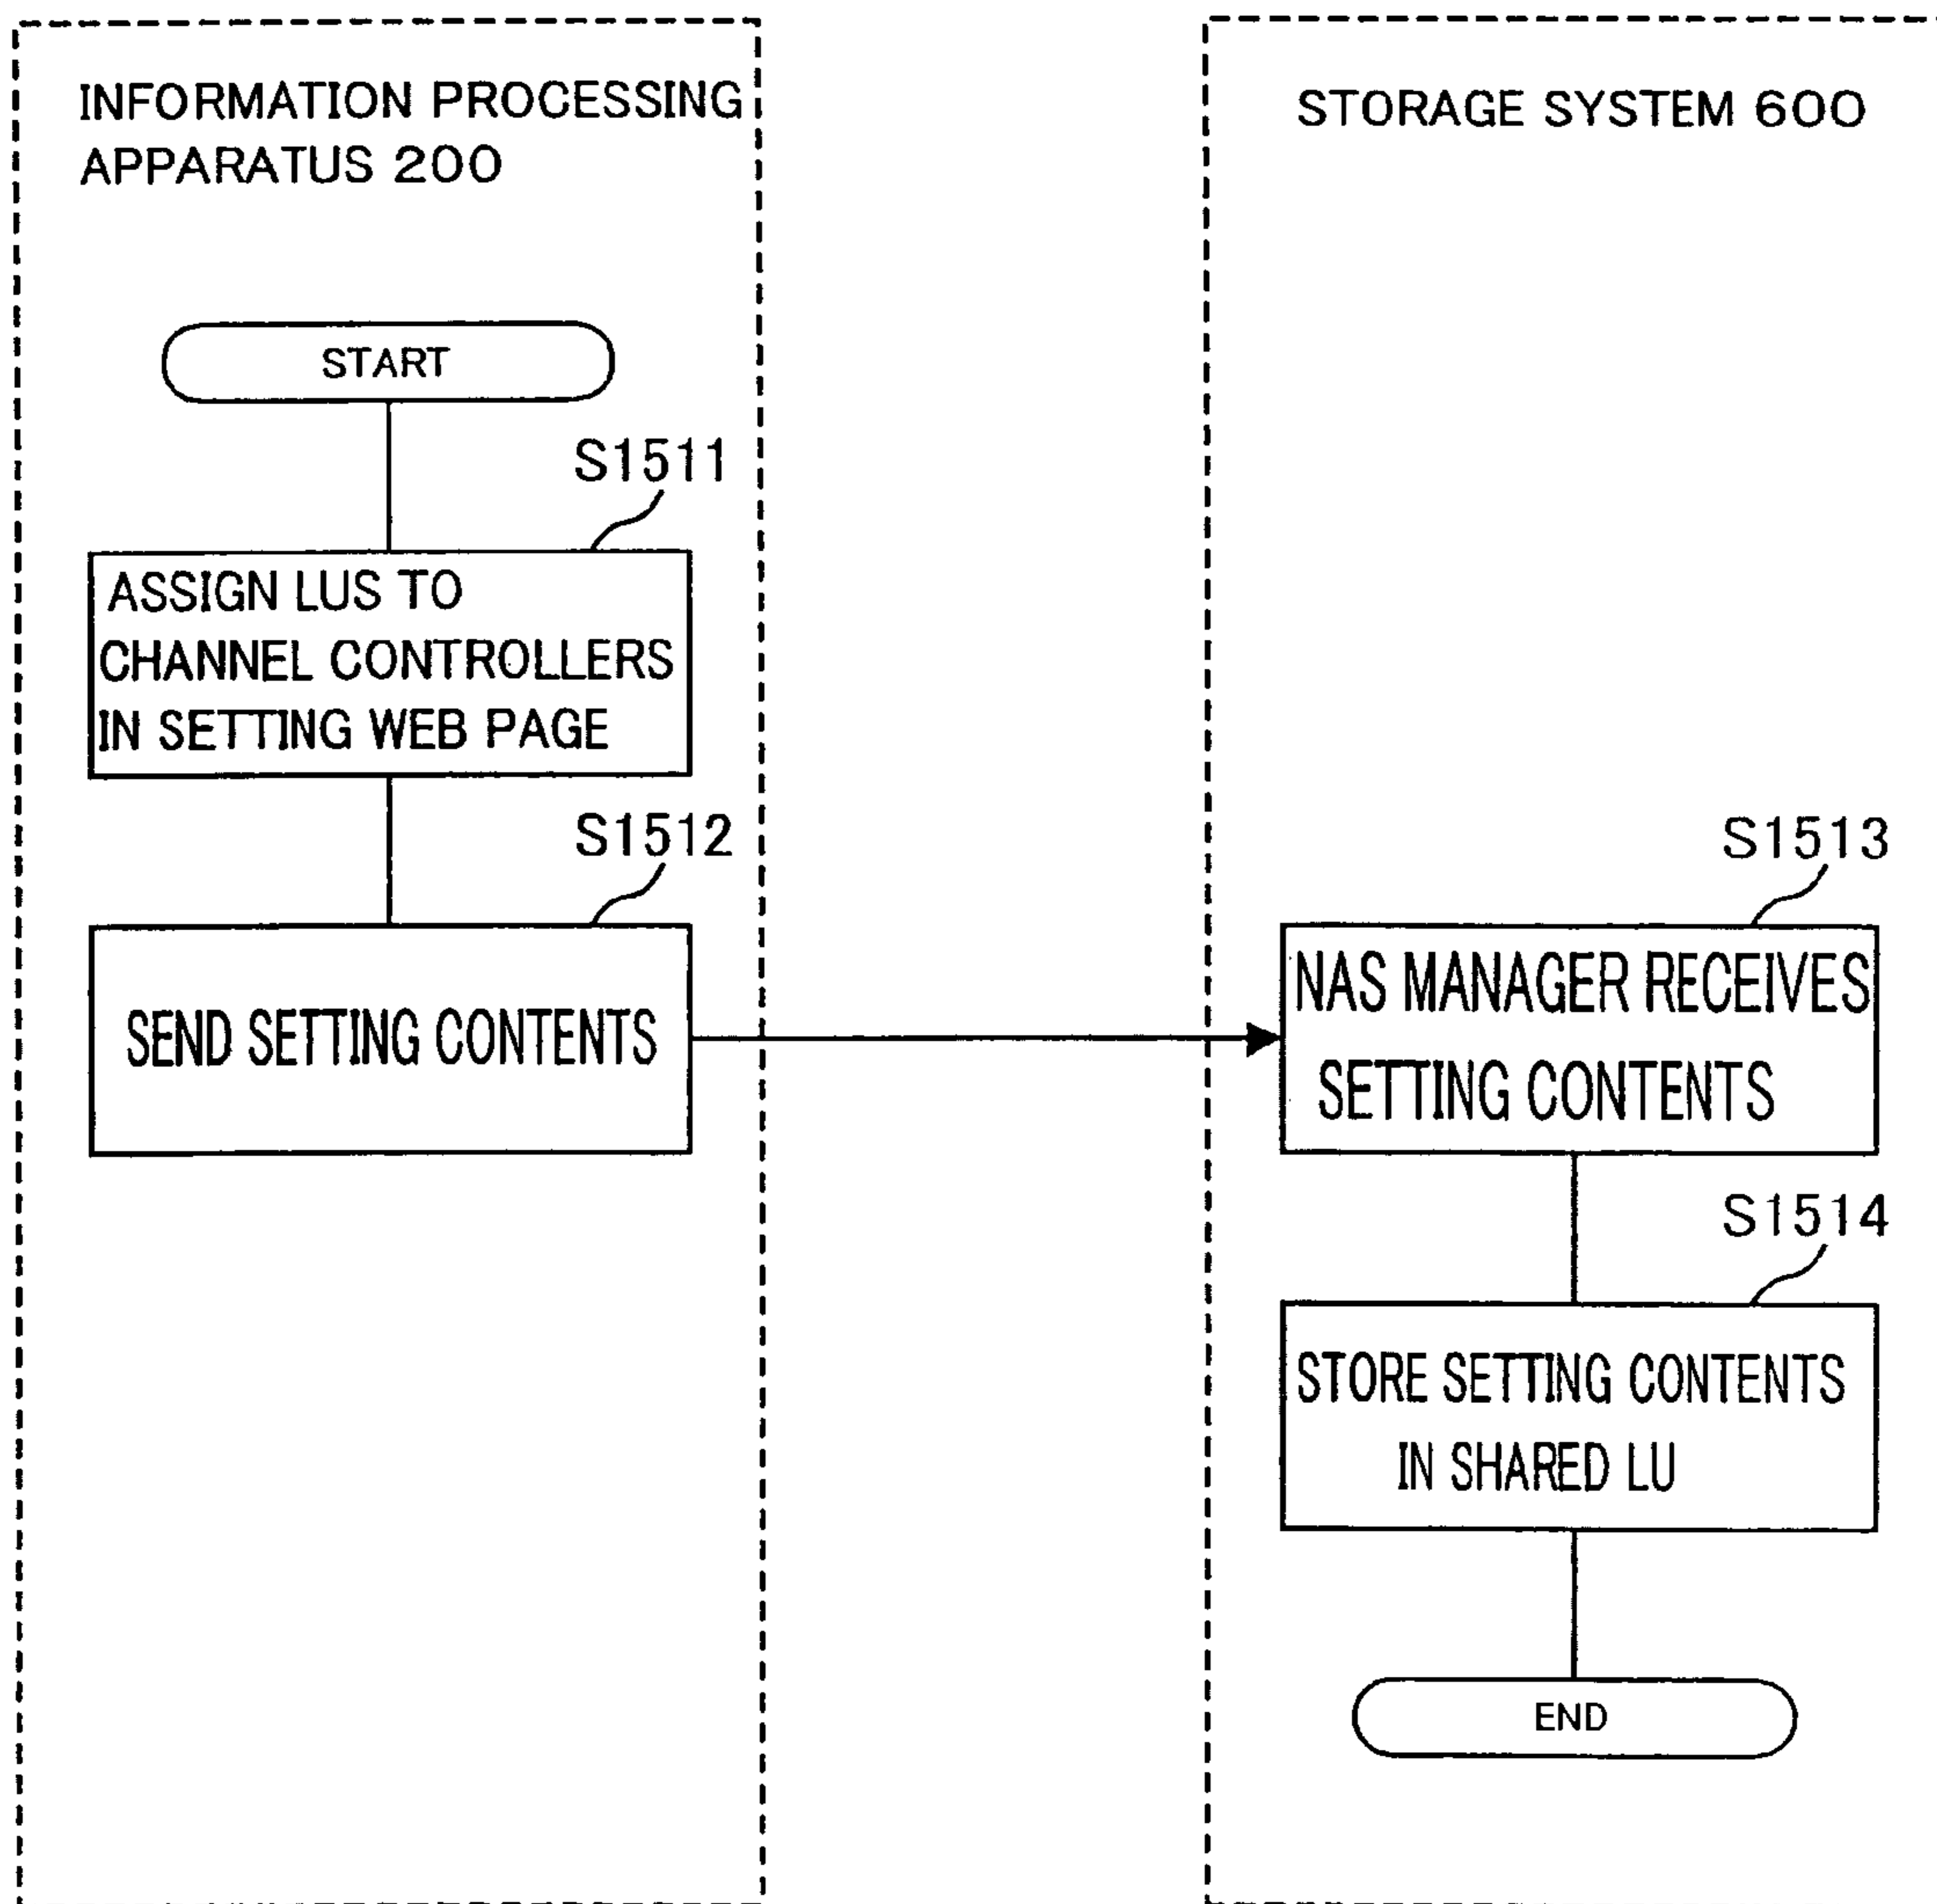 INFORMATION PROCESSING
APPARATUS 200
START
S1511
ASSIGN LUS TO
CHANNEL CONTROLLERS
IN SETTING WEB PAGE
S1512
SEND SETTING CONTENTS
STORAGE SYSTEM 600
S1513
NAS MANAGER RECEIVES
SETTING CONTENTS
S1514
STORE SETTING CONTENTS
IN SHARED LU
END